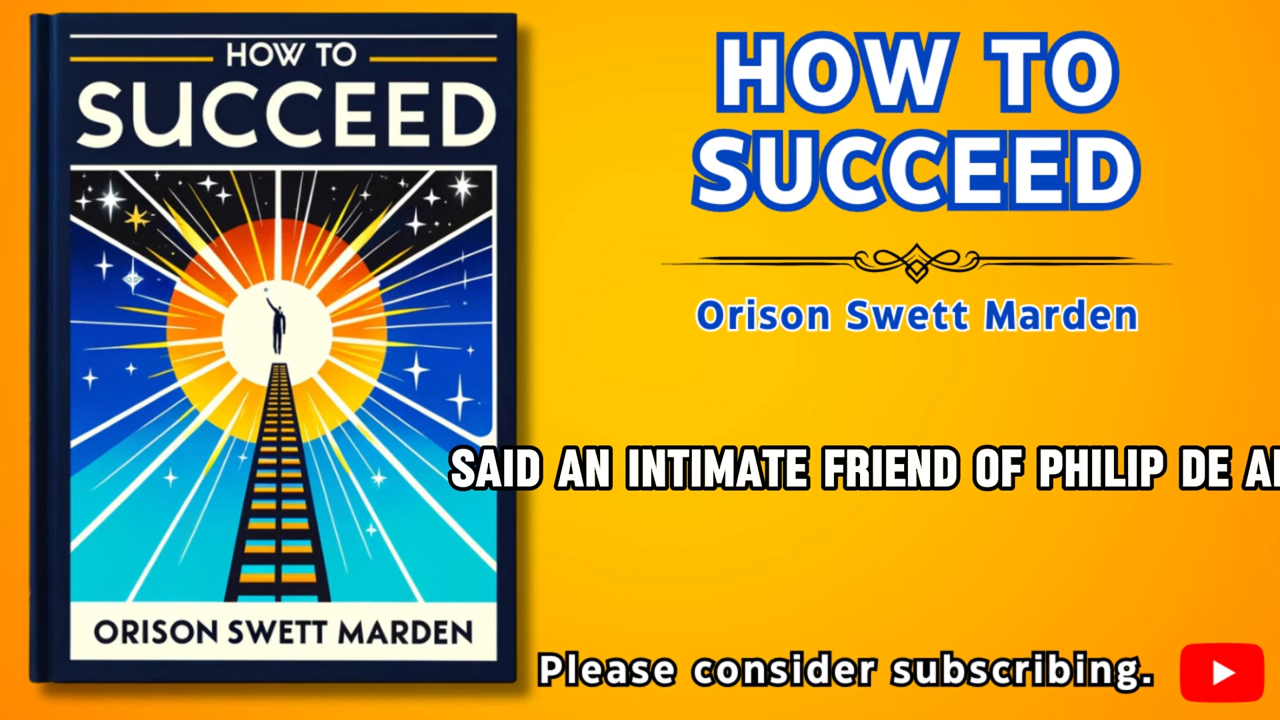 HOW TO
SUCCEED
ORISON SWETT MARDEN
HOW TO
SUCCEED
Orison Swett Marden
SAID AN INTIMATE FRIEND OF PHILIP DE
Please consider subscribing.